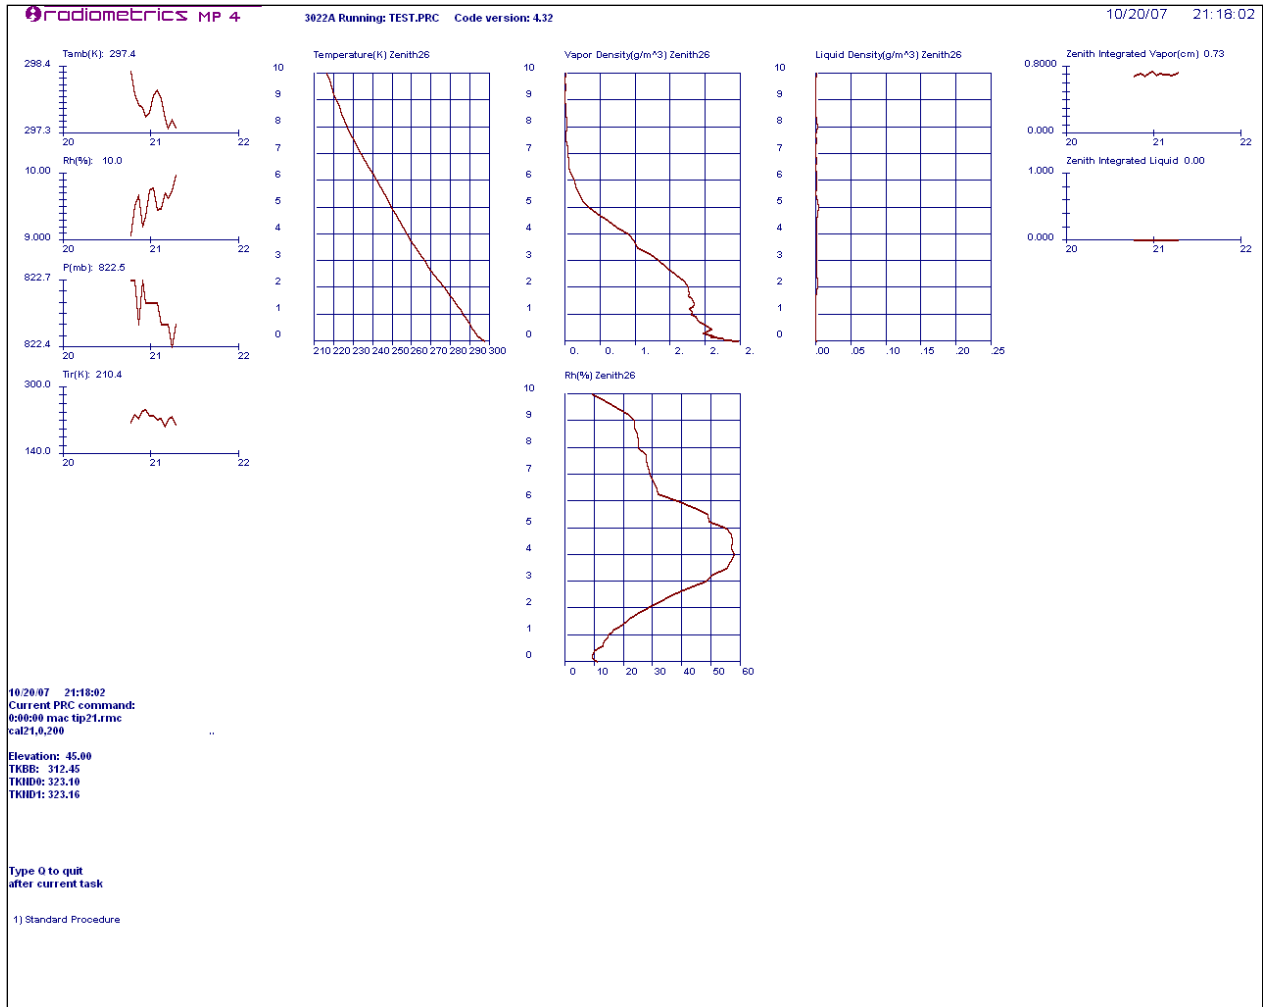 radiometrics MP 4
3022A Running: TEST.PRC Code version: 4.32
10/20/07 21:18:02
Tamb(K): 297.4
298.4
297.3
20 21 22
Rh(%): 10.0
10.00
9.000
20 21 22
P(mb): 822.5
822.7
822.4
20 21 22
Tir(K): 210.4
300.0
140.0
20 21 22
Temperature(K) Zenith26
10
9
8
7
6
5
4
3
2
1
0
210 220 230 240 250 260 270 280 290 300
Vapor Density(g/m^3) Zenith26
10
9
8
7
6
5
4
3
2
1
0
0. 0. 1. 2. 2. 2.
Liquid Density(g/m^3) Zenith26
10
9
8
7
6
5
4
3
2
1
0
.00 .05 .10 .15 .20 .25
Zenith Integrated Vapor(cm) 0.73
0.8000
0.000
20 21 22
Zenith Integrated Liquid 0.00
1.000
0.000
20 21 22
Rh(%) Zenith26
10
9
8
7
6
5
4
3
2
1
0
0 10 20 30 40 50 60
10/20/07 21:18:02
Current PRC command:
0:00:00 mac tip21.rmc
cal21,0,200 ..
Elevation: 45.00
TKBB: 312.45
TKND0: 323.10
TKND1: 323.16
Type Q to quit
after current task
1) Standard Procedure